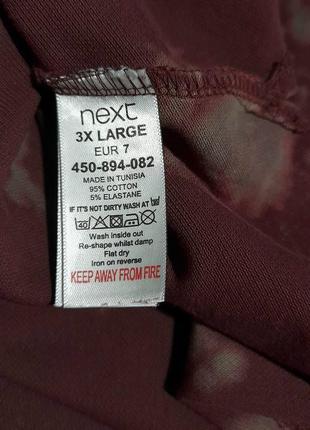 next
3X LARGE
EUR 7
450-894-082
MADE IN TUNISIA
95% COTTON
5% ELASTANE
IF IT'S NOT DIRTY WASH AT
40
Wash inside out
Re-shape whilst damp
Flat dry
Iron on reverse
KEEP AWAY FROM FIRE